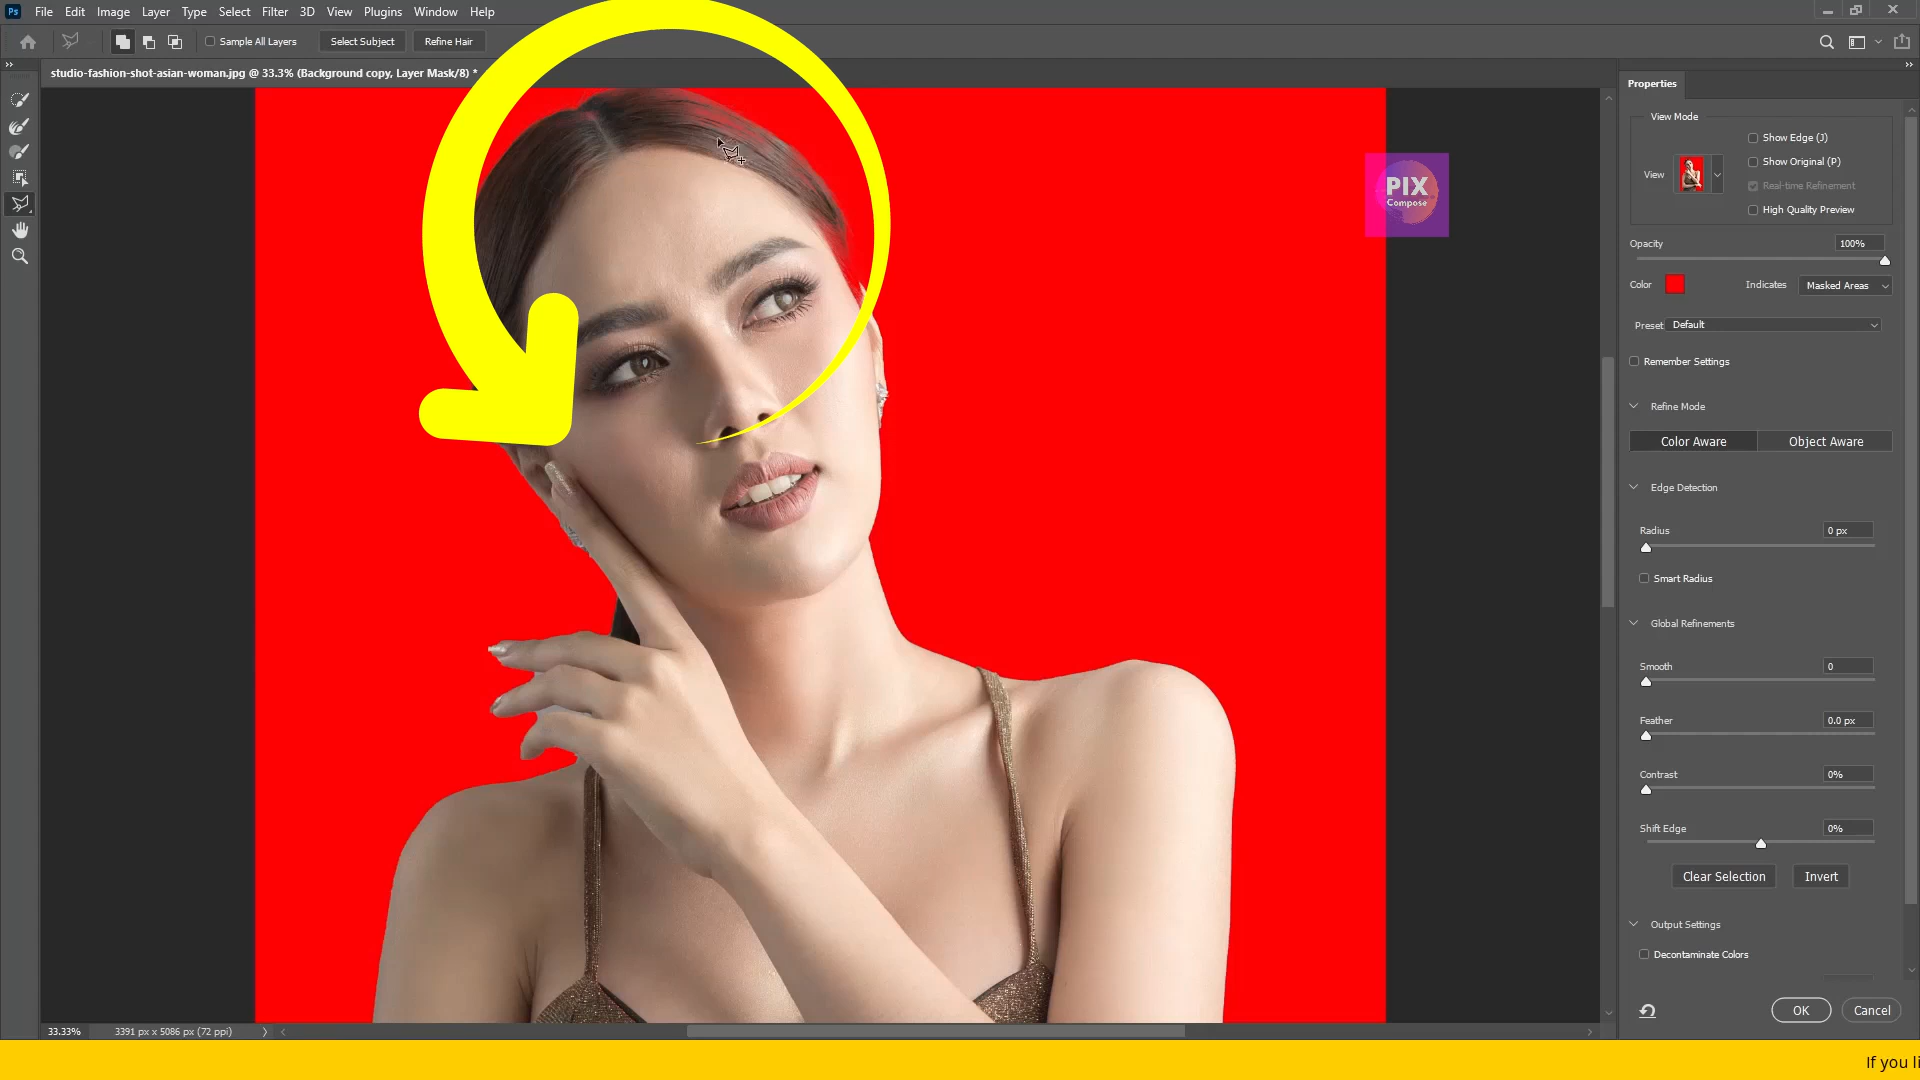 Ps File Edit Image Layer Type Select Filter 3D View Plugins Window Help
Sample All Layers Select Subject Refine Hair
studio-fashion-shot-asian-woman.jpg @ 33.3% (Background copy, Layer Mask/8) *
Properties
View Mode
Show Edge (J)
Show Original (P)
View
Real-time Refinement
High Quality Preview
PIX
Compose
Opacity 100%
Color Indicates Masked Areas
Preset Default
Remember Settings
Refine Mode
Color Aware Object Aware
Edge Detection
Radius 0 px
Smart Radius
Global Refinements
Smooth 0
Feather 0.0 px
Contrast 0%
Shift Edge 0%
Clear Selection Invert
Output Settings
Decontaminate Colors
OK Cancel
33.33% 3391 px x 5086 px (72 ppi)
If you li